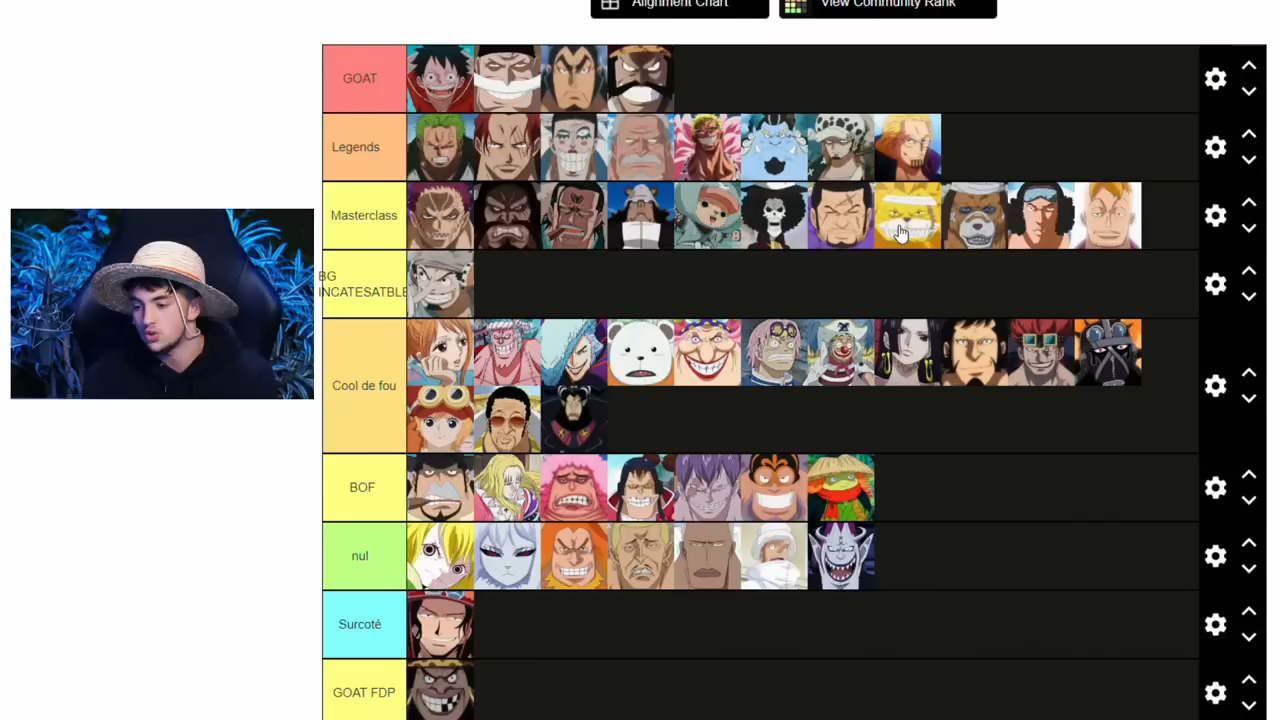 Alignment Chart
View Community Rank
GOAT
Legends
Masterclass
BG
INCATESATBLE
Cool de fou
BOF
nul
Surcoté
GOAT FDP